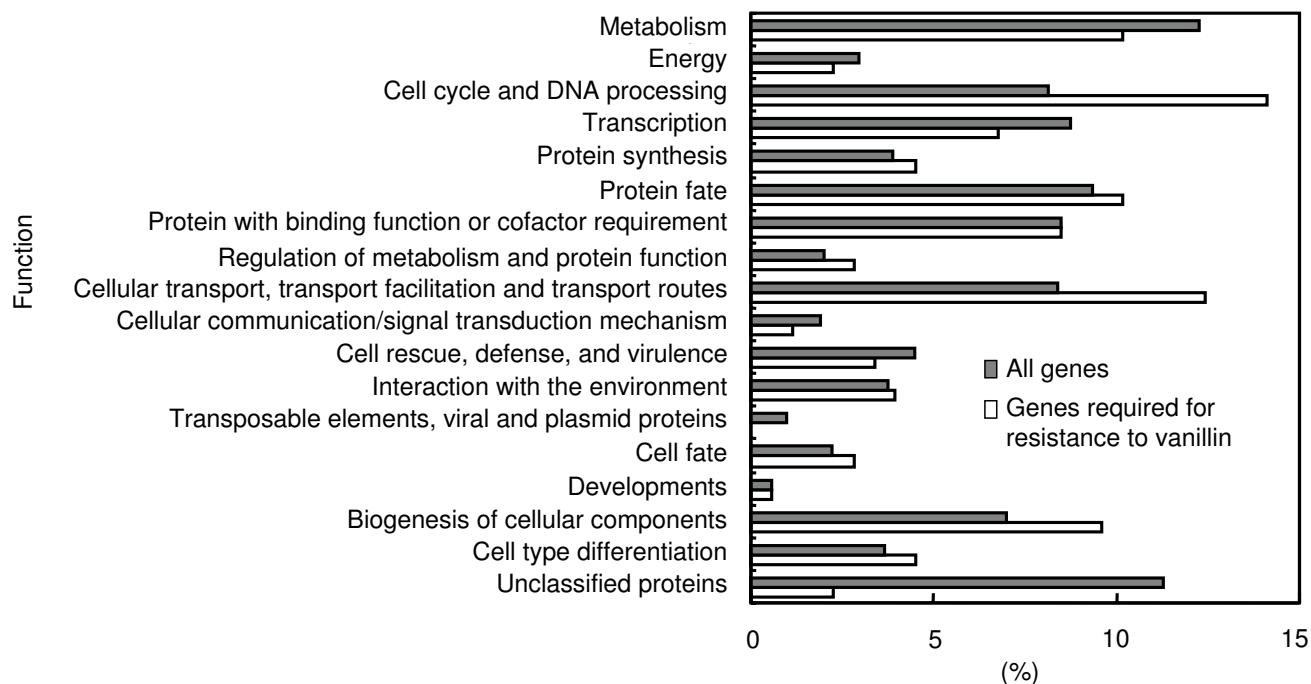 Function
Metabolism
Energy
Cell cycle and DNA processing
Transcription
Protein synthesis
Protein fate
Protein with binding function or cofactor requirement
Regulation of metabolism and protein function
Cellular transport, transport facilitation and transport routes
Cellular communication/signal transduction mechanism
Cell rescue, defense, and virulence
Interaction with the environment
Transposable elements, viral and plasmid proteins
Cell fate
Developments
Biogenesis of cellular components
Cell type differentiation
Unclassified proteins
All genes
Genes required for
resistance to vanillin
0 5 10 15
(%)